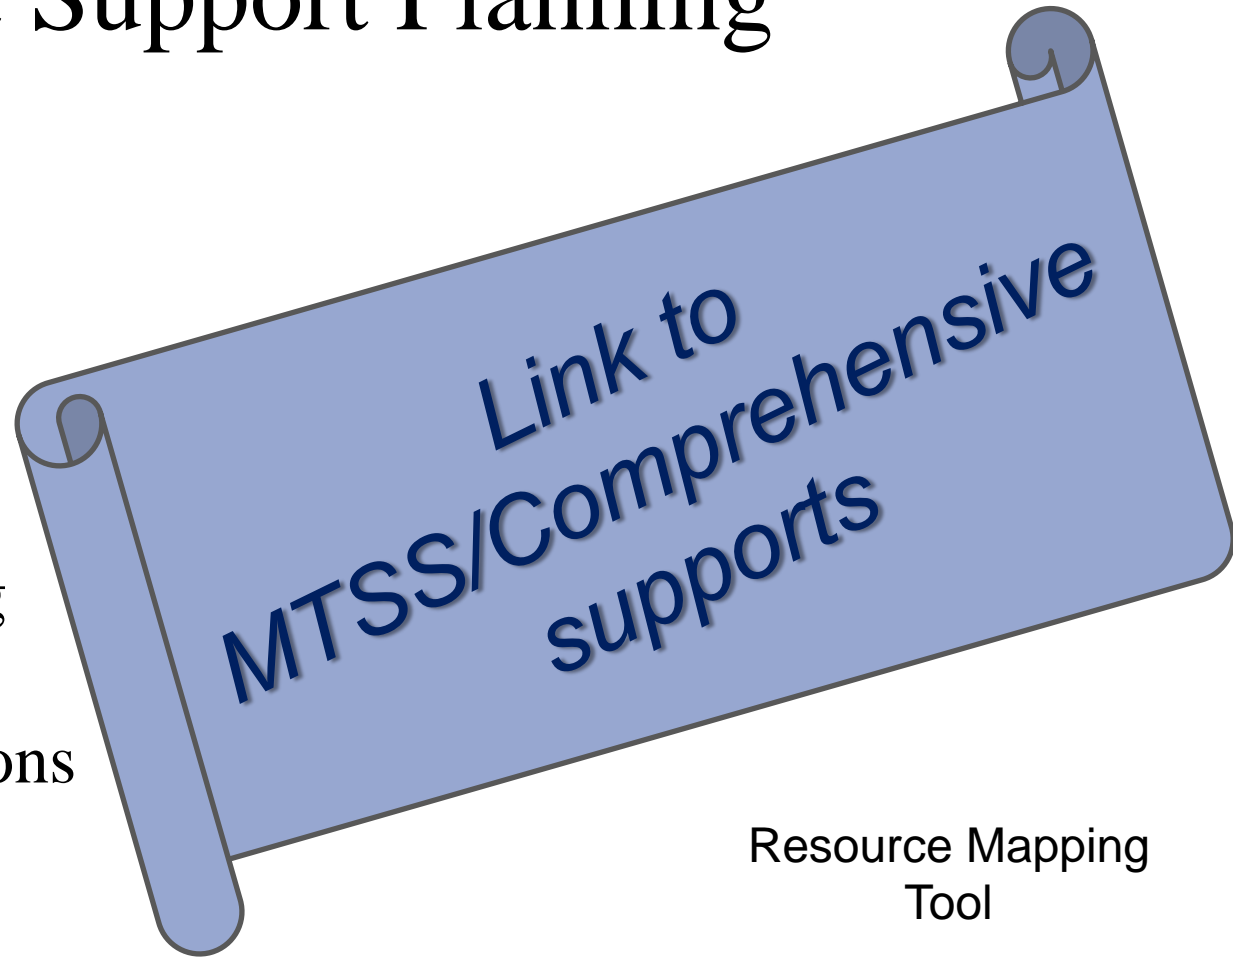 Support Planning
Link to
MTSS/Comprehensive
supports
Resource Mapping
Tool